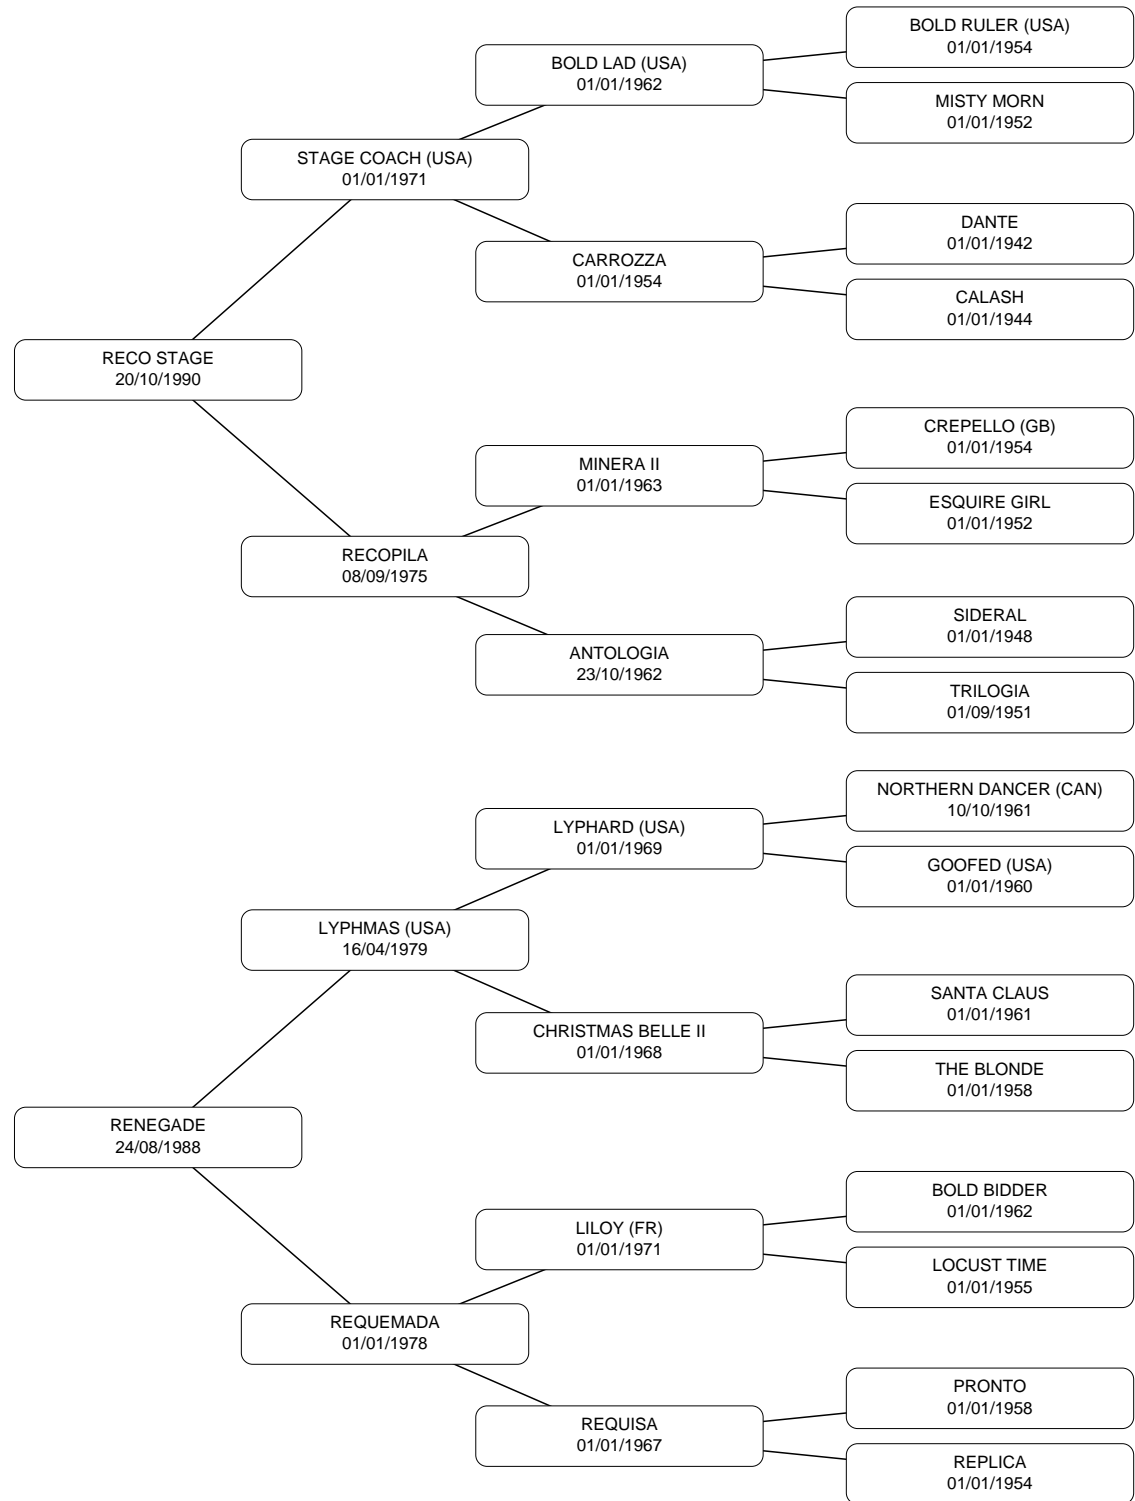 BOLD RULER (USA)
01/01/1954
BOLD LAD (USA)
01/01/1962
MISTY MORN
01/01/1952
STAGE COACH (USA)
01/01/1971
DANTE
01/01/1942
CARROZZA
01/01/1954
CALASH
01/01/1944
RECO STAGE
20/10/1990
CREPELLO (GB)
01/01/1954
MINERA II
01/01/1963
ESQUIRE GIRL
01/01/1952
RECOPILA
08/09/1975
SIDERAL
01/01/1948
ANTOLOGIA
23/10/1962
TRILOGIA
01/09/1951
NORTHERN DANCER (CAN)
10/10/1961
LYPHARD (USA)
01/01/1969
GOOFED (USA)
01/01/1960
LYPHMAS (USA)
16/04/1979
SANTA CLAUS
01/01/1961
CHRISTMAS BELLE II
01/01/1968
THE BLONDE
01/01/1958
RENEGADE
24/08/1988
BOLD BIDDER
01/01/1962
LILOY (FR)
01/01/1971
LOCUST TIME
01/01/1955
REQUEMADA
01/01/1978
PRONTO
01/01/1958
REQUISA
01/01/1967
REPLICA
01/01/1954